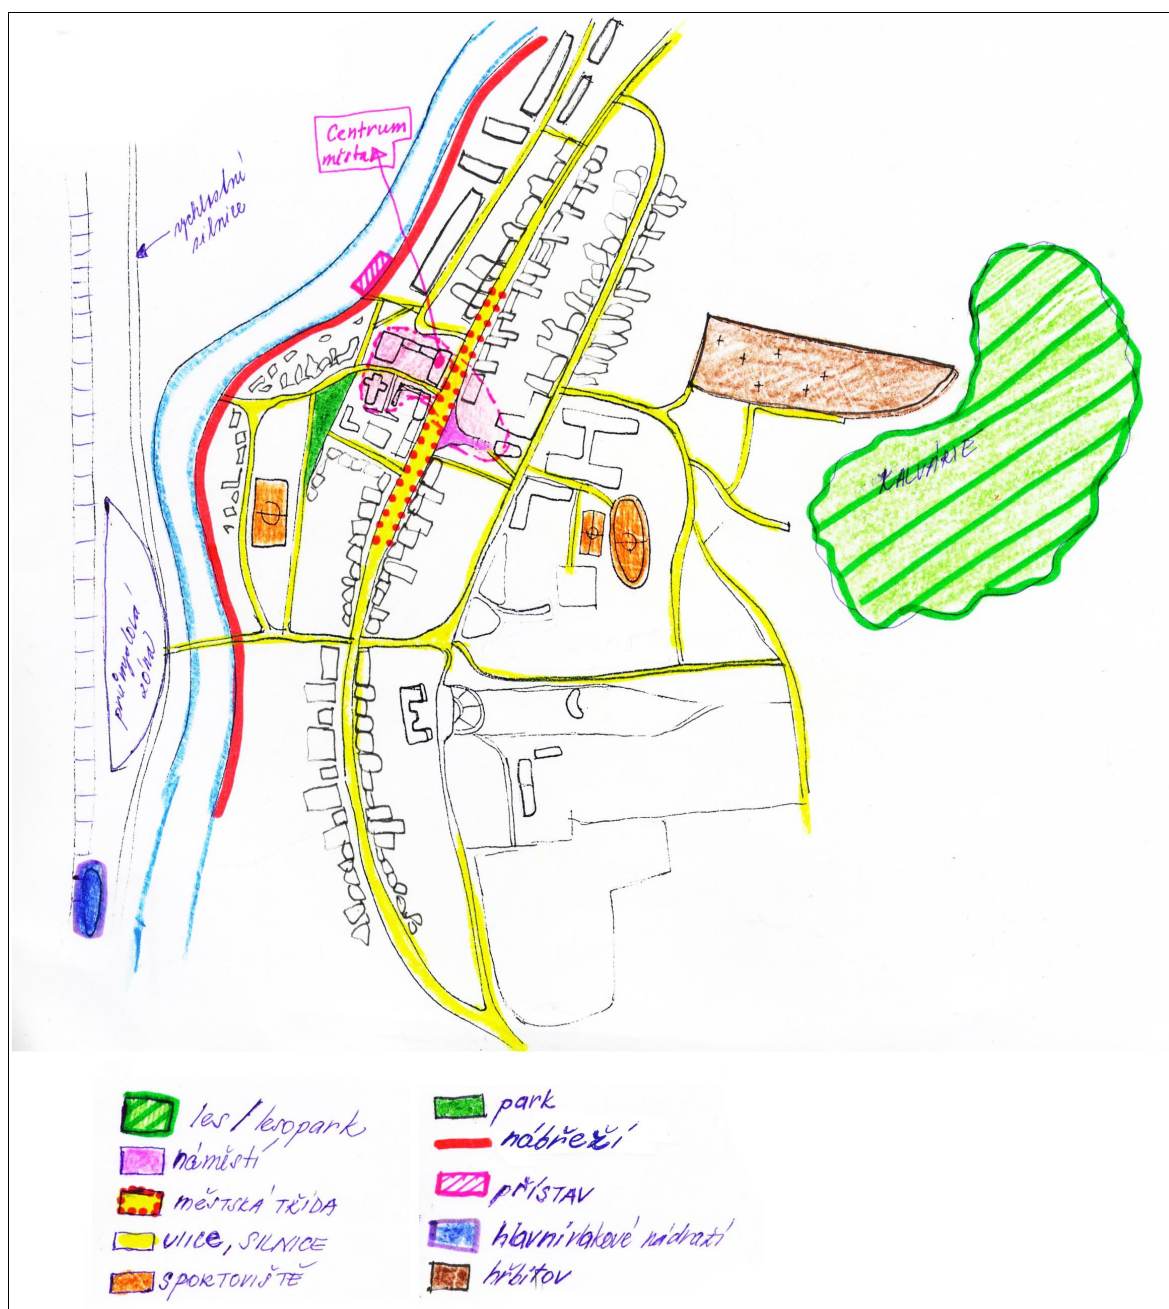 Centrum
města
rychlostní
silnice
KALVÁRIE
průmyslová
zóna
les / lesopark
náměstí
MĚSTSKÁ TŘÍDA
ulice, SILNICE
SPORTOVIŠTĚ
park
nábřeží
PŘÍSTAV
hlavní vlakové nádraží
hřbitov